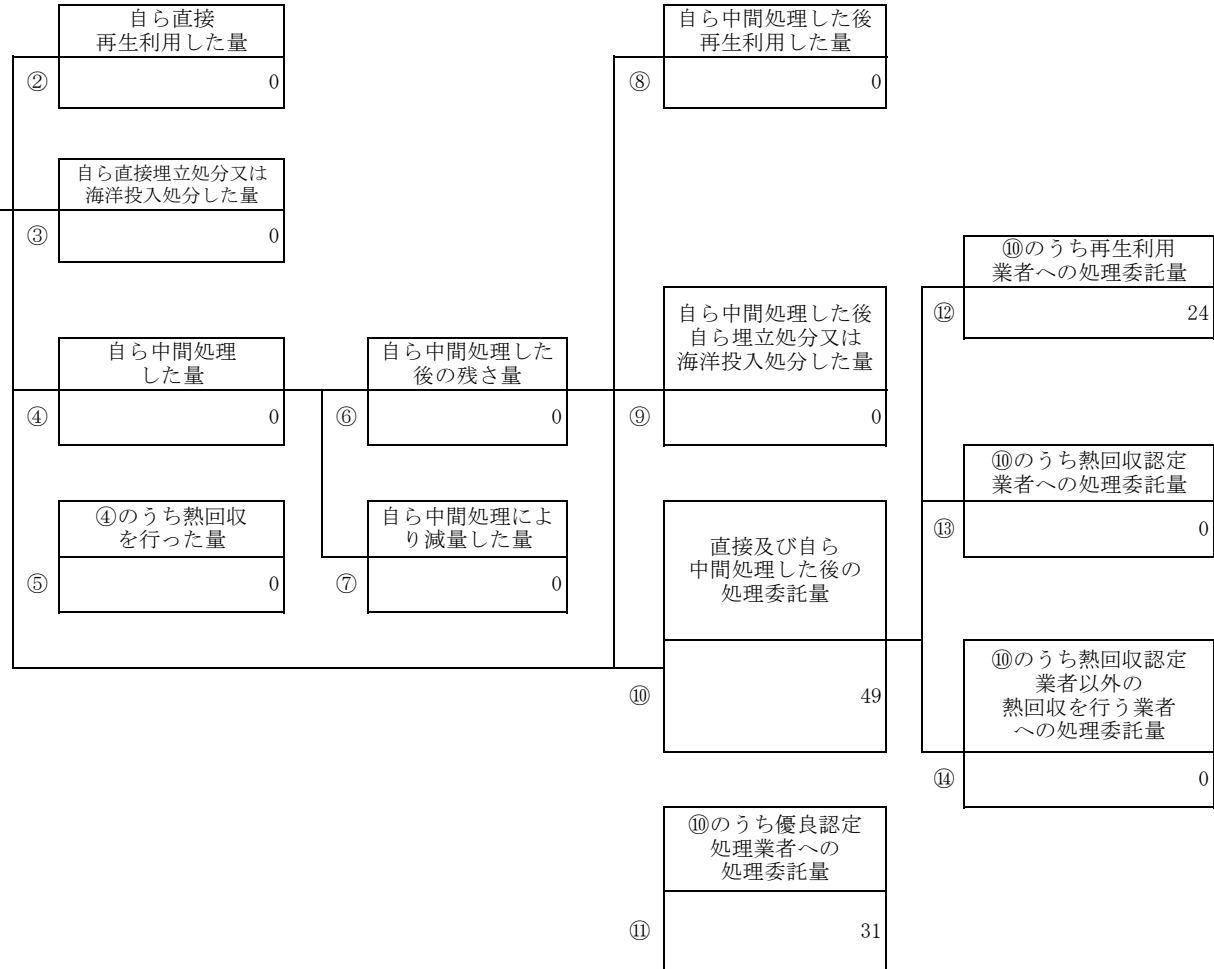 自ら直接
再生利用した量
② 0
自ら直接埋立処分又は
海洋投入処分した量
③ 0
自ら中間処理
した量
④ 0
④のうち熱回収
を行った量
⑤ 0
自ら中間処理した
後の残さ量
⑥ 0
自ら中間処理によ
り減量した量
⑦ 0
自ら中間処理した後
再生利用した量
⑧ 0
自ら中間処理した後
自ら埋立処分又は
海洋投入処分した量
⑨ 0
直接及び自ら
中間処理した後の
処理委託量
⑩ 49
⑩のうち優良認定
処理業者への
処理委託量
⑪ 31
⑩のうち再生利用
業者への処理委託量
⑫ 24
⑩のうち熱回収認定
業者への処理委託量
⑬ 0
⑩のうち熱回収認定
業者以外の
熱回収を行う業者
への処理委託量
⑭ 0